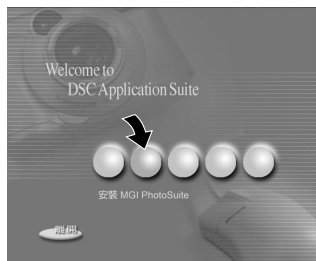 Welcome to
DSC Application Suite
安裝 MGI PhotoSuite
離開